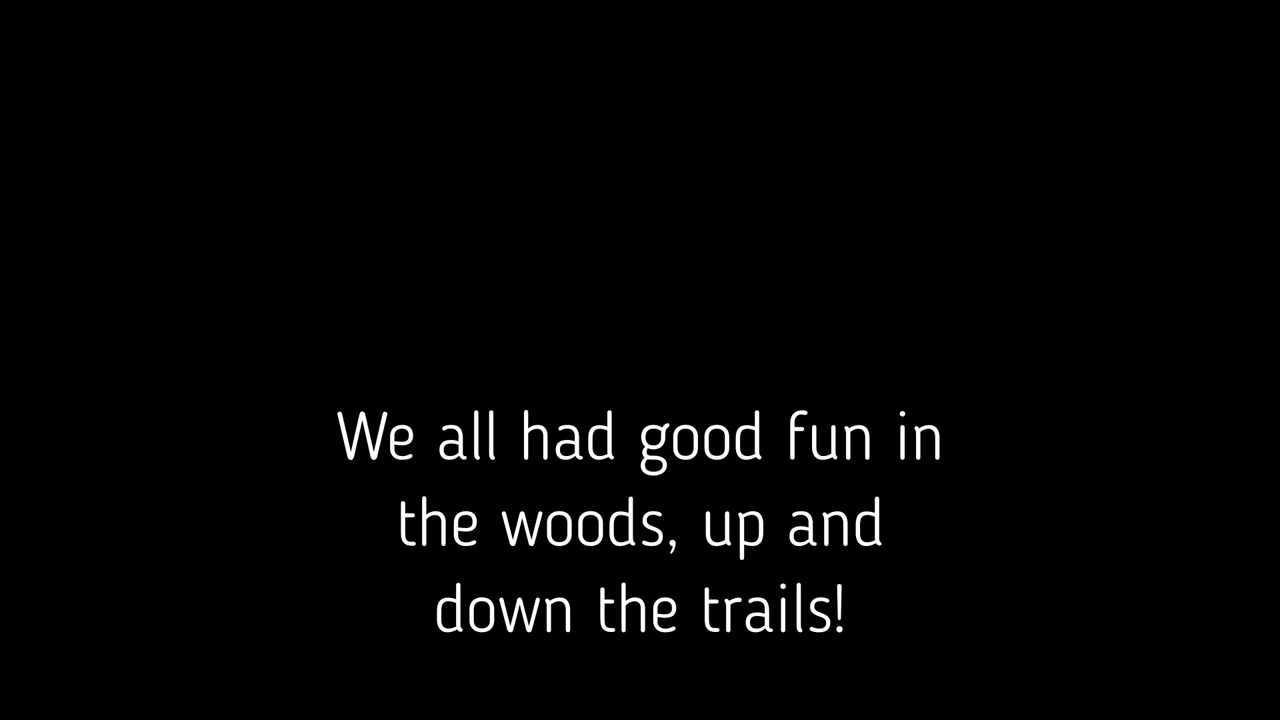 We all had good fun in
the woods, up and
down the trails!